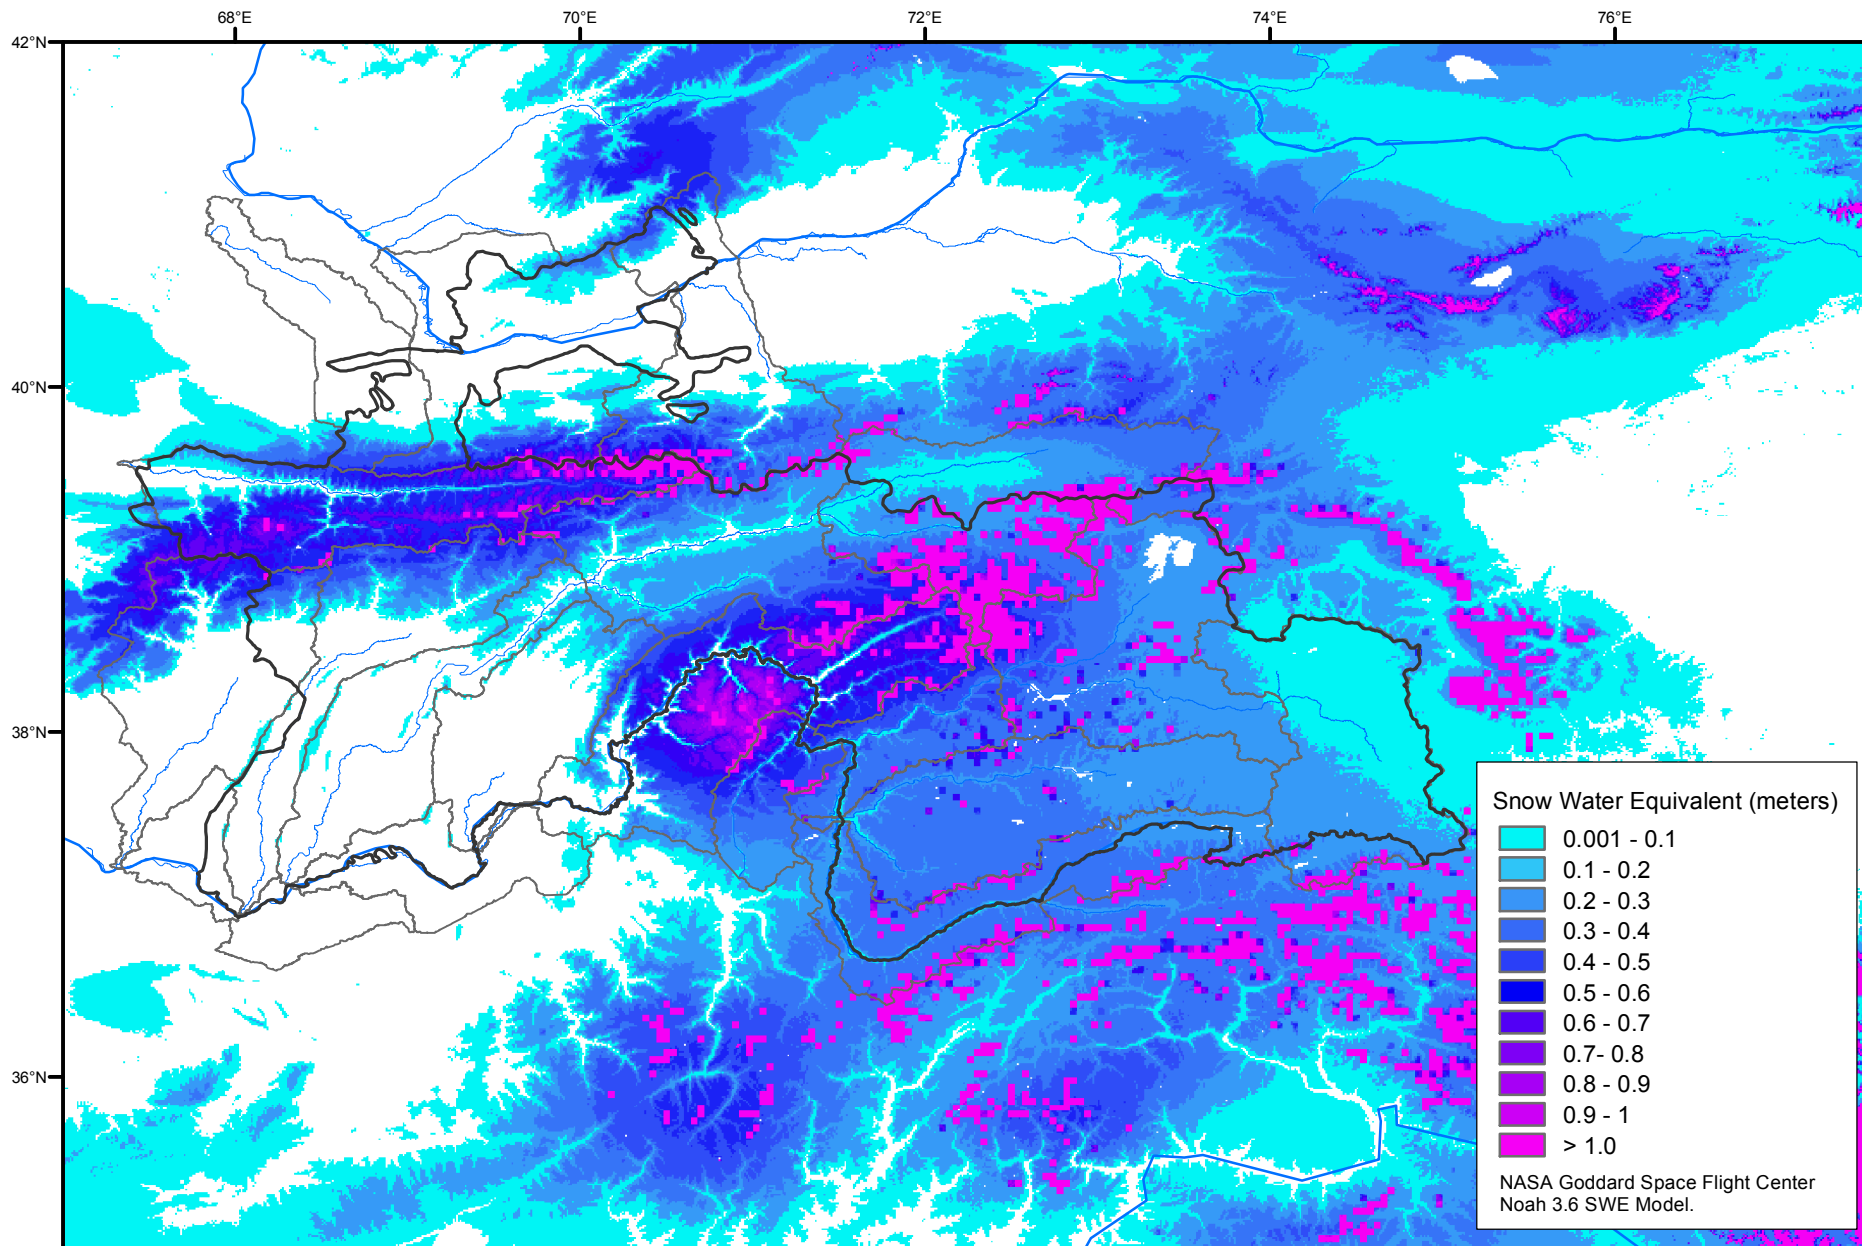 68°E 70°E 72°E 74°E 76°E
42°N
40°N
38°N
36°N
Snow Water Equivalent (meters)
0.001 - 0.1
0.1 - 0.2
0.2 - 0.3
0.3 - 0.4
0.4 - 0.5
0.5 - 0.6
0.6 - 0.7
0.7- 0.8
0.8 - 0.9
0.9 - 1
> 1.0
NASA Goddard Space Flight Center
Noah 3.6 SWE Model.